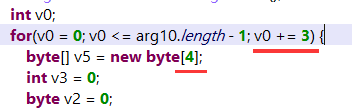 int v0;
for(v0 = 0; v0 <= arg10.length - 1; v0 += 3) {
byte[] v5 = new byte[4];
int v3 = 0;
byte v2 = 0;